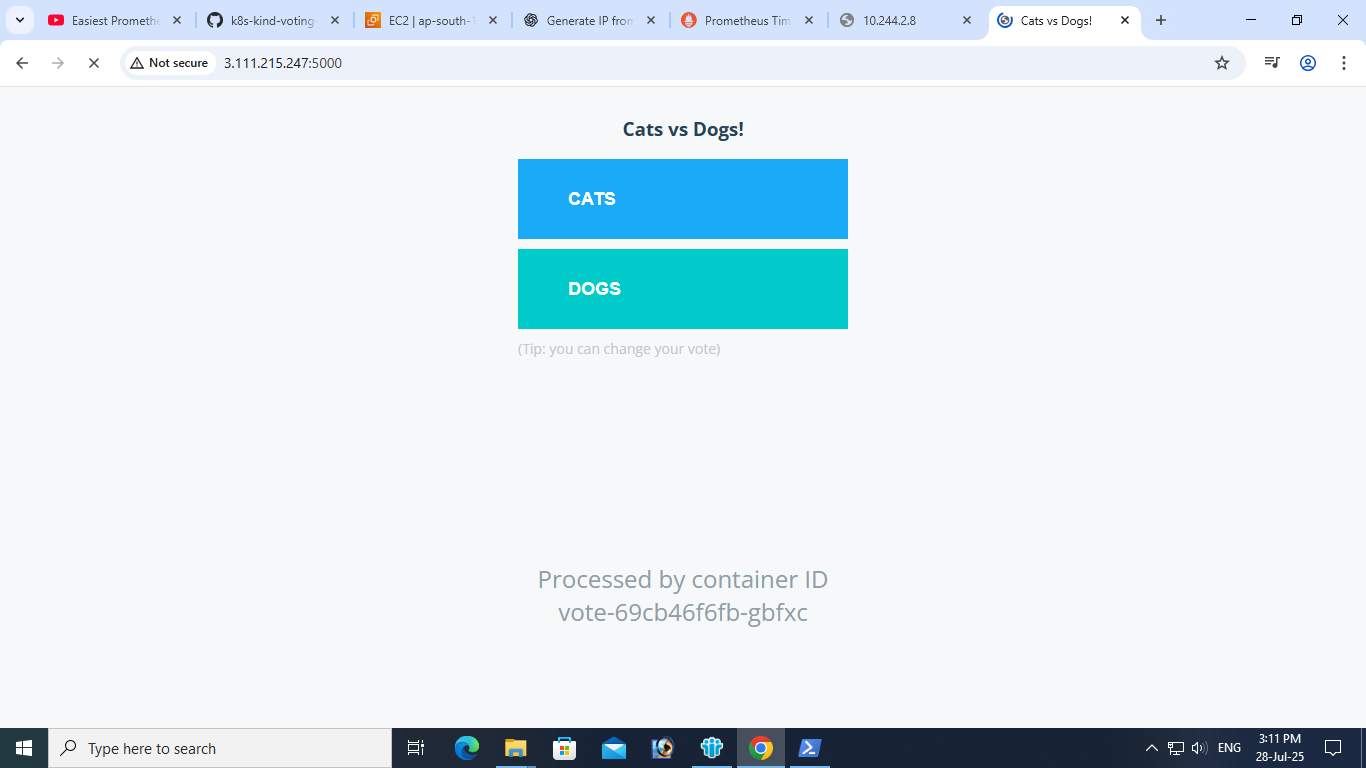 Easiest Promethe
k8s-kind-voting-
EC2 | ap-south-1
Generate IP from
Prometheus Tim
10.244.2.8
Cats vs Dogs!
Not secure
3.111.215.247:5000
Cats vs Dogs!
CATS
DOGS
(Tip: you can change your vote)
Processed by container ID
vote-69cb46f6fb-gbfxc
Type here to search
ENG
3:11 PM
28-Jul-25